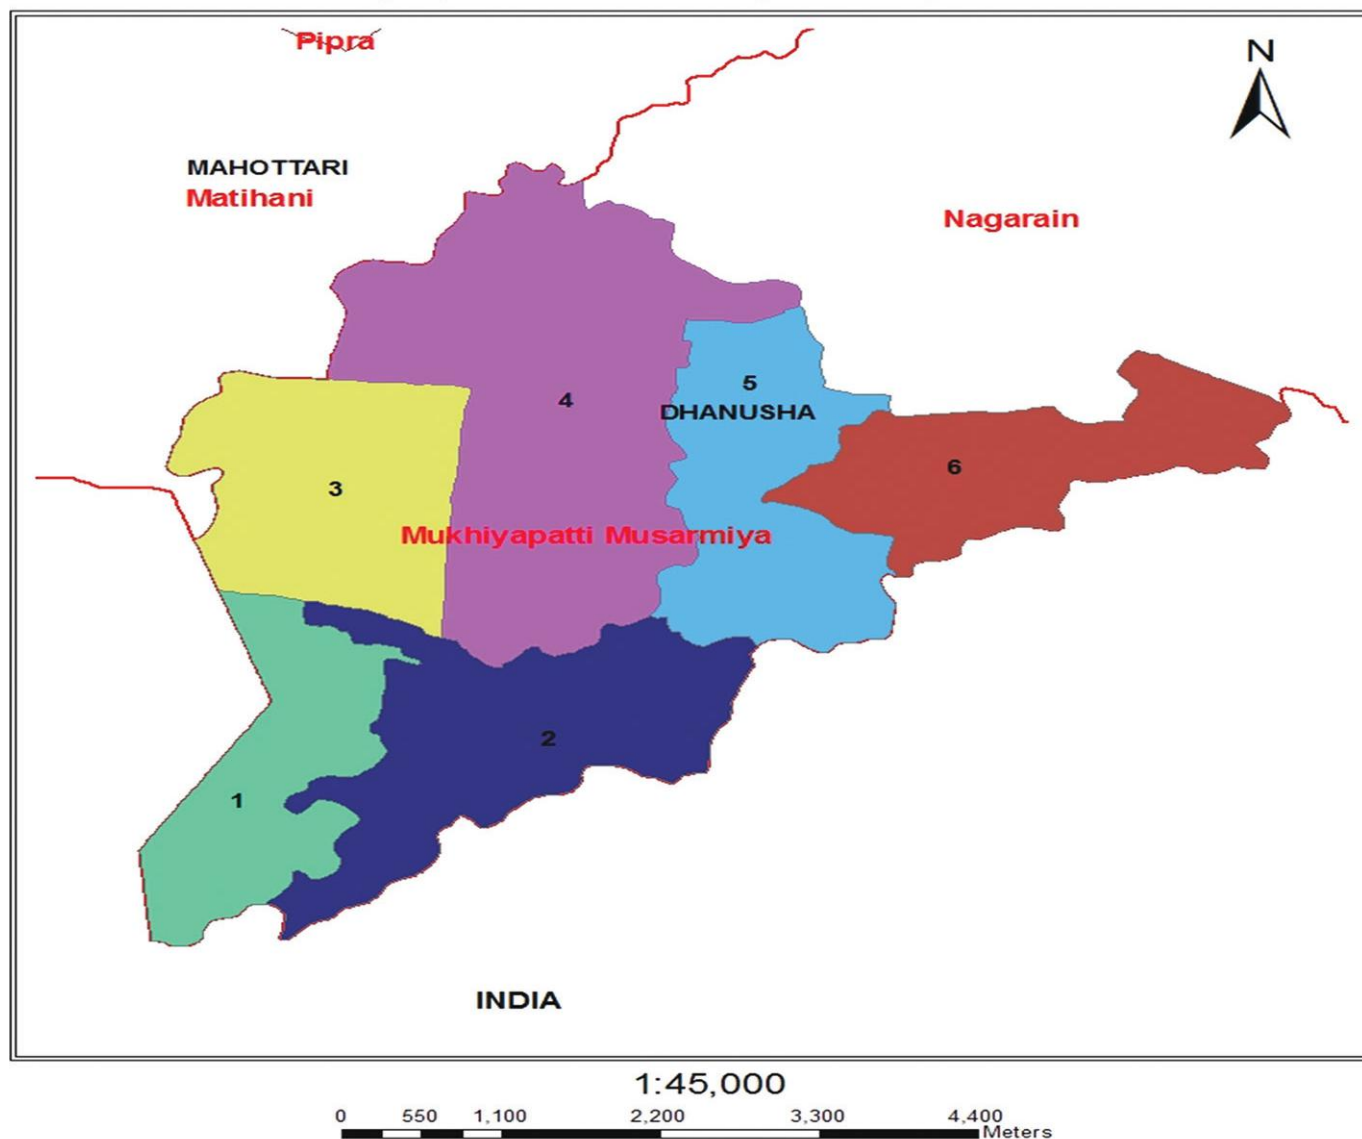 Pipra
N
MAHOTTARI
Matihani
Nagarain
5
4
DHANUSHA
6
3
Mukhiyapatti Musarmiya
2
1
INDIA
1:45,000
0 550 1,100 2,200 3,300 4,400
Meters